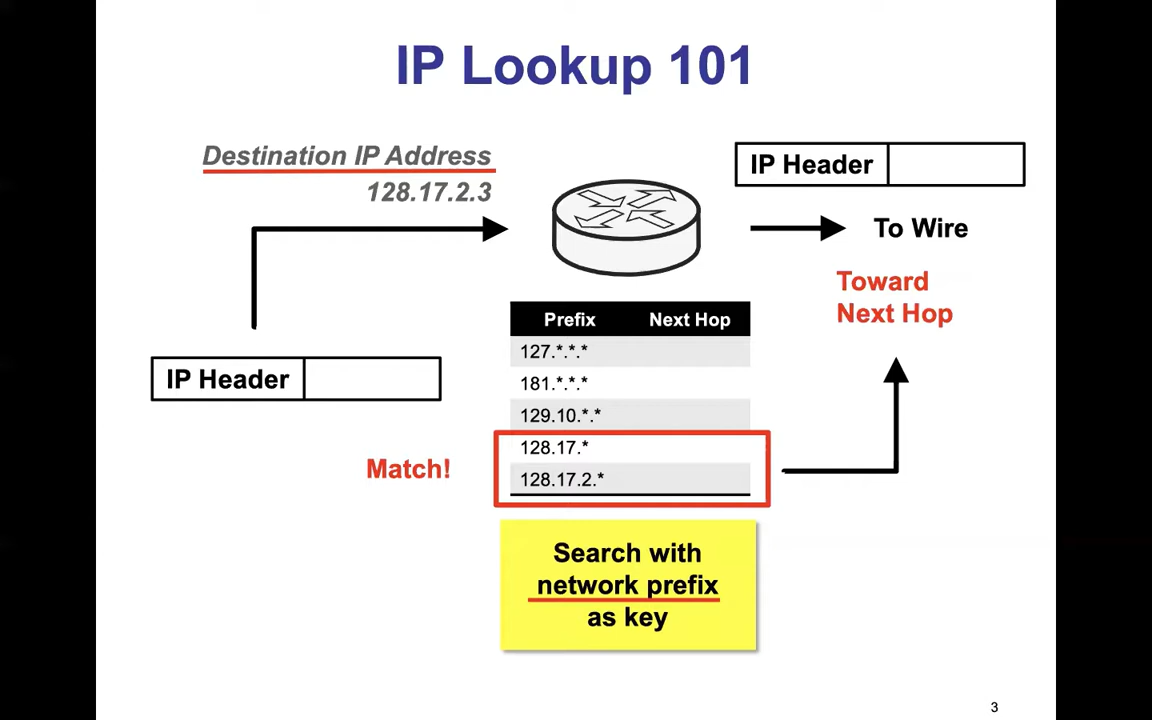 IP Lookup 101
Destination IP Address
128.17.2.3
IP Header
To Wire
Toward
Next Hop
Prefix Next Hop
127.*.*.*
181.*.*.*
129.10.*.*
128.17.*
128.17.2.*
IP Header
Match!
Search with
network prefix
as key
3